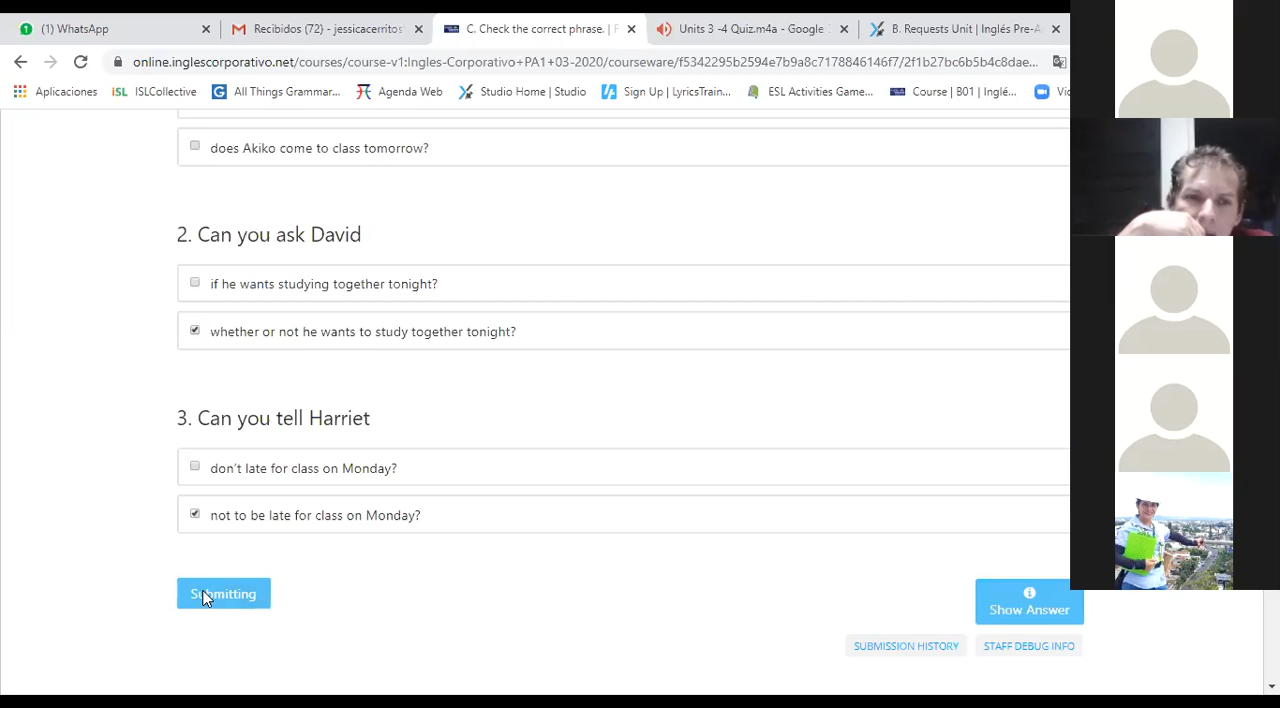 (1) WhatsApp
Recibidos (72) - jessicacerritos
C. Check the correct phrase. | F
Units 3 -4 Quiz.m4a - Google
B. Requests Unit | Inglés Pre-A
online.inglescorporativo.net/courses/course-v1:Ingles-Corporativo+PA1+03-2020/courseware/f5342295b2594e7b9a8c7178846146f7/2f1b27bc6b5b4c8dae...
Aplicaciones
iSL ISLCollective
All Things Grammar...
Agenda Web
Studio Home | Studio
Sign Up | LyricsTrain...
ESL Activities Game...
Course | B01 | Inglé...
does Akiko come to class tomorrow?
2. Can you ask David
if he wants studying together tonight?
whether or not he wants to study together tonight?
3. Can you tell Harriet
don't late for class on Monday?
not to be late for class on Monday?
Submitting
Show Answer
SUBMISSION HISTORY
STAFF DEBUG INFO